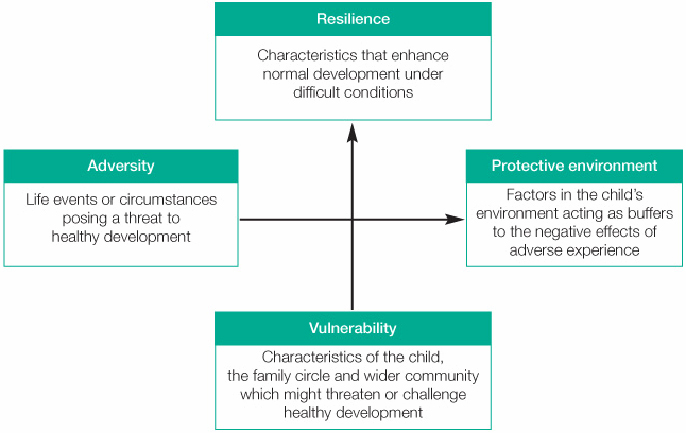 Resilience
Characteristics that enhance
normal development under
difficult conditions
Adversity
Life events or circumstances
posing a threat to
healthy development
Protective environment
Factors in the child’s
environment acting as buffers
to the negative effects of
adverse experience
Vulnerability
Characteristics of the child,
the family circle and wider community
which might threaten or challenge
healthy development